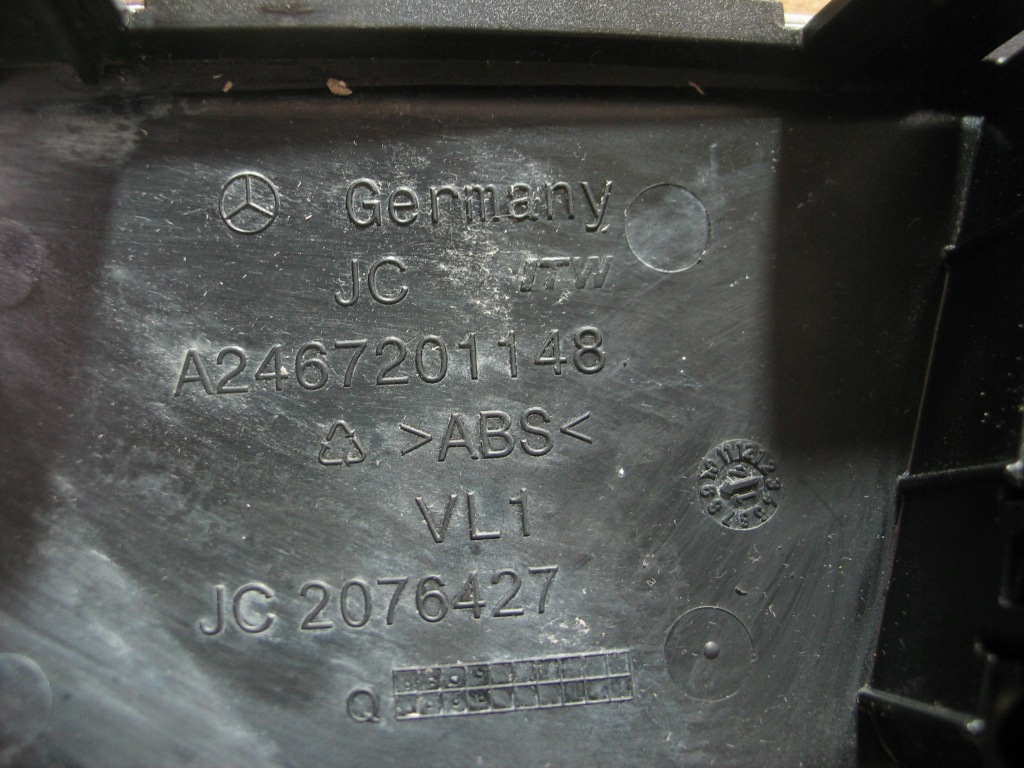 Germany
JC ITW
A2467201148
>ABS<
VL1
JC 2076427
Q